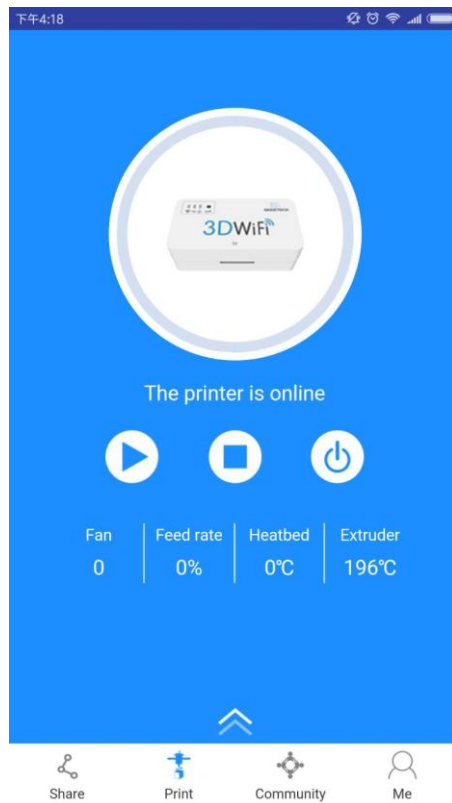 下午4:18
3DWiFi
The printer is online
Fan Feed rate Heatbed Extruder
0 0% 0℃ 196℃
Share Print Community Me